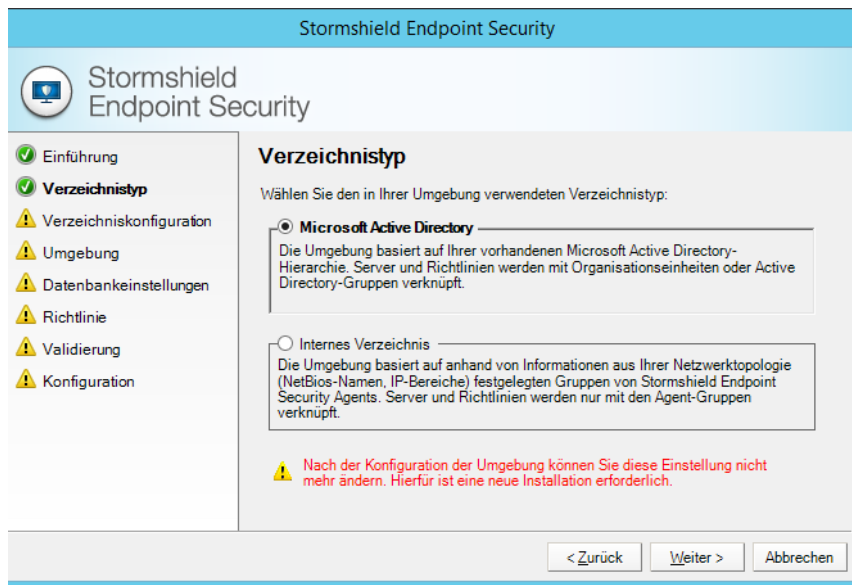 Stormshield Endpoint Security
Stormshield
Endpoint Security
Einführung
Verzeichnistyp
Verzeichniskonfiguration
Umgebung
Datenbankeinstellungen
Richtlinie
Validierung
Konfiguration
Verzeichnistyp
Wählen Sie den in Ihrer Umgebung verwendeten Verzeichnistyp:
Microsoft Active Directory
Die Umgebung basiert auf Ihrer vorhandenen Microsoft Active Directory-
Hierarchie. Server und Richtlinien werden mit Organisationseinheiten oder Active
Directory-Gruppen verknüpft.
Internes Verzeichnis
Die Umgebung basiert auf anhand von Informationen aus Ihrer Netzwerktopologie
(NetBios-Namen, IP-Bereiche) festgelegten Gruppen von Stormshield Endpoint
Security Agents. Server und Richtlinien werden nur mit den Agent-Gruppen
verknüpft.
Nach der Konfiguration der Umgebung können Sie diese Einstellung nicht
mehr ändern. Hierfür ist eine neue Installation erforderlich.
< Zurück
Weiter >
Abbrechen